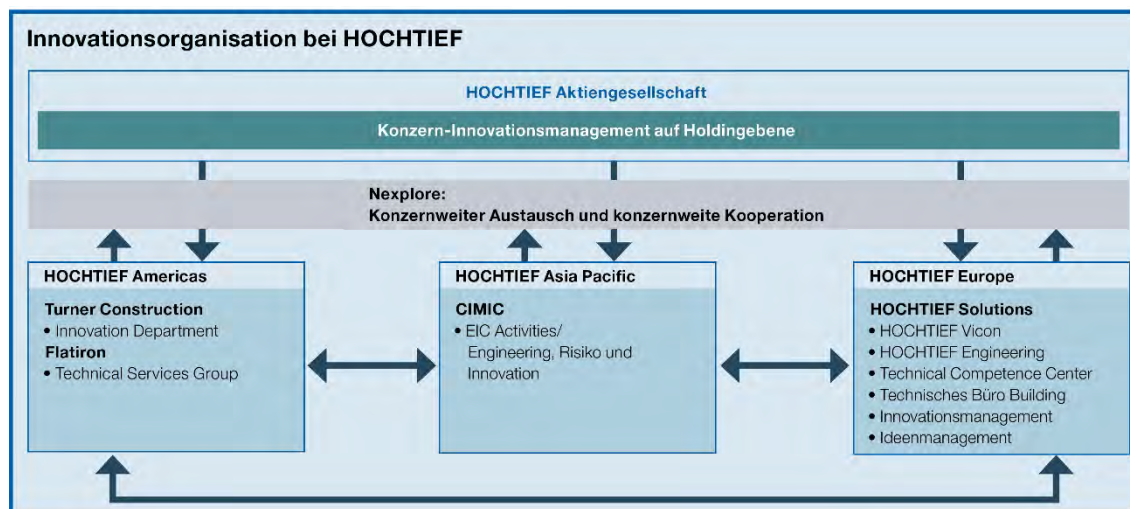 Innovationsorganisation bei HOCHTIEF
HOCHTIEF Aktiengesellschaft
Konzern-Innovationsmanagement auf Holdingebene
Nexplore:
Konzernweiter Austausch und konzernweite Kooperation
HOCHTIEF Americas
Turner Construction
• Innovation Department
Flatiron
• Technical Services Group
HOCHTIEF Asia Pacific
CIMIC
• EIC Activities/
Engineering, Risiko und
Innovation
HOCHTIEF Europe
HOCHTIEF Solutions
• HOCHTIEF Vicon
• HOCHTIEF Engineering
• Technical Competence Center
• Technisches Büro Building
• Innovationsmanagement
• Ideenmanagement